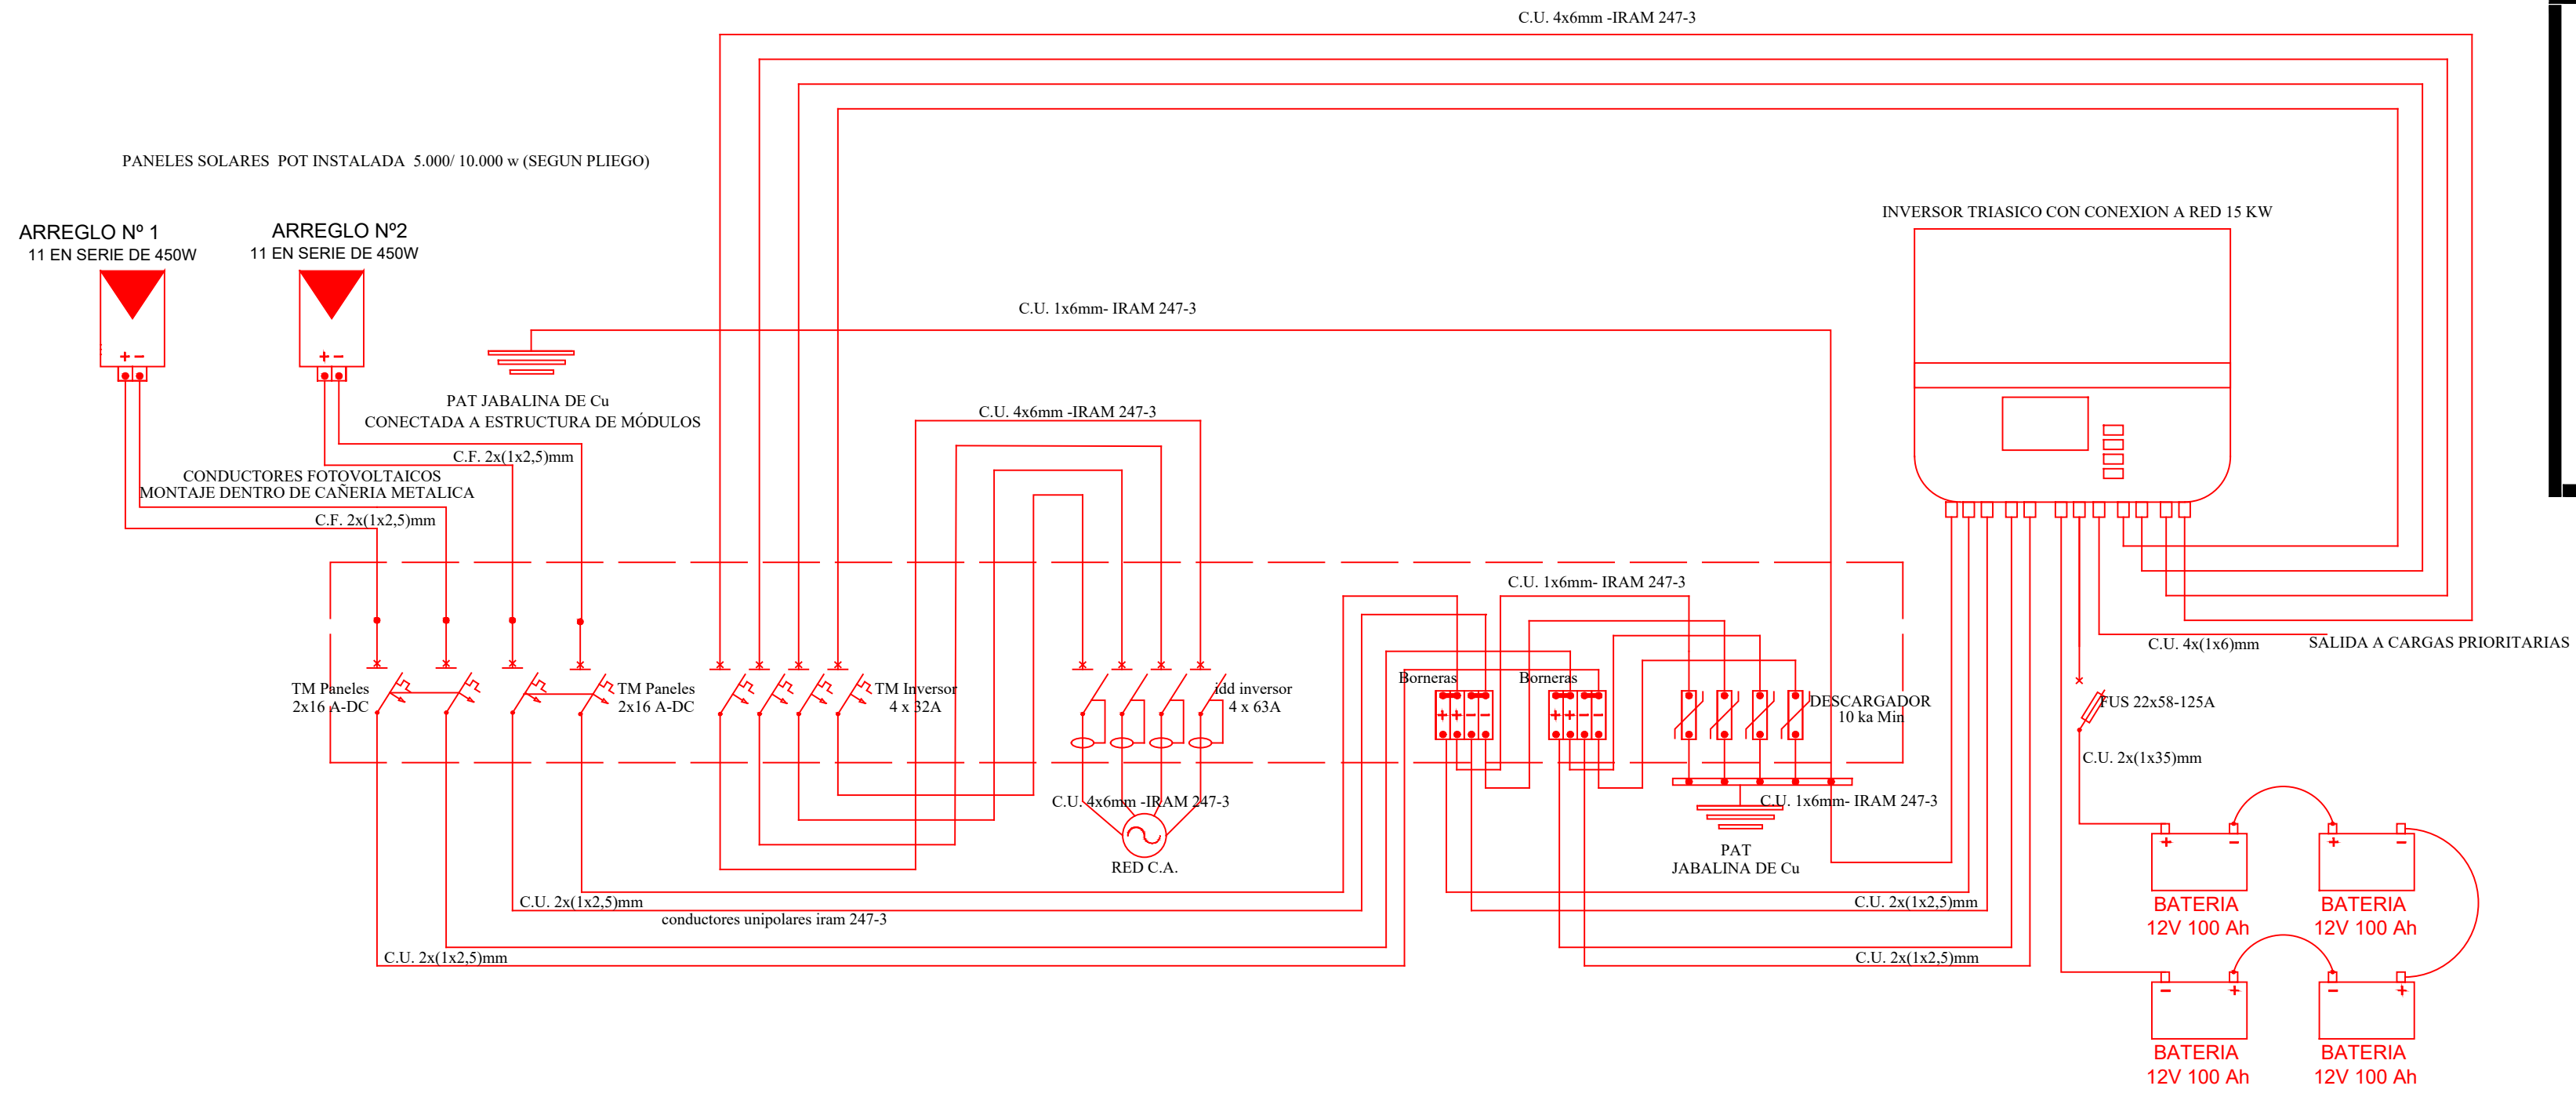 C.U. 4x6mm -IRAM 247-3
PANELES SOLARES POT INSTALADA 5.000/ 10.000 w (SEGUN PLIEGO)
INVERSOR TRIASICO CON CONEXION A RED 15 KW
ARREGLO Nº 1
11 EN SERIE DE 450W
ARREGLO Nº2
11 EN SERIE DE 450W
+ −
+ −
C.U. 1x6mm- IRAM 247-3
PAT JABALINA DE Cu
CONECTADA A ESTRUCTURA DE MÓDULOS
C.U. 4x6mm -IRAM 247-3
C.F. 2x(1x2,5)mm
CONDUCTORES FOTOVOLTAICOS
MONTAJE DENTRO DE CAÑERIA METALICA
C.F. 2x(1x2,5)mm
C.U. 1x6mm- IRAM 247-3
C.U. 4x(1x6)mm
SALIDA A CARGAS PRIORITARIAS
TM Paneles
2x16 A-DC
TM Paneles
2x16 A-DC
TM Inversor
4 x 32A
idd inversor
4 x 63A
Borneras
+ + − −
Borneras
+ + − −
DESCARGADOR
10 ka Min
FUS 22x58-125A
C.U. 2x(1x35)mm
C.U. 4x6mm -IRAM 247-3
C.U. 1x6mm- IRAM 247-3
RED C.A.
PAT
JABALINA DE Cu
C.U. 2x(1x2,5)mm
conductores unipolares iram 247-3
C.U. 2x(1x2,5)mm
C.U. 2x(1x2,5)mm
C.U. 2x(1x2,5)mm
+ −
+ −
BATERIA
12V 100 Ah
BATERIA
12V 100 Ah
− +
− +
BATERIA
12V 100 Ah
BATERIA
12V 100 Ah